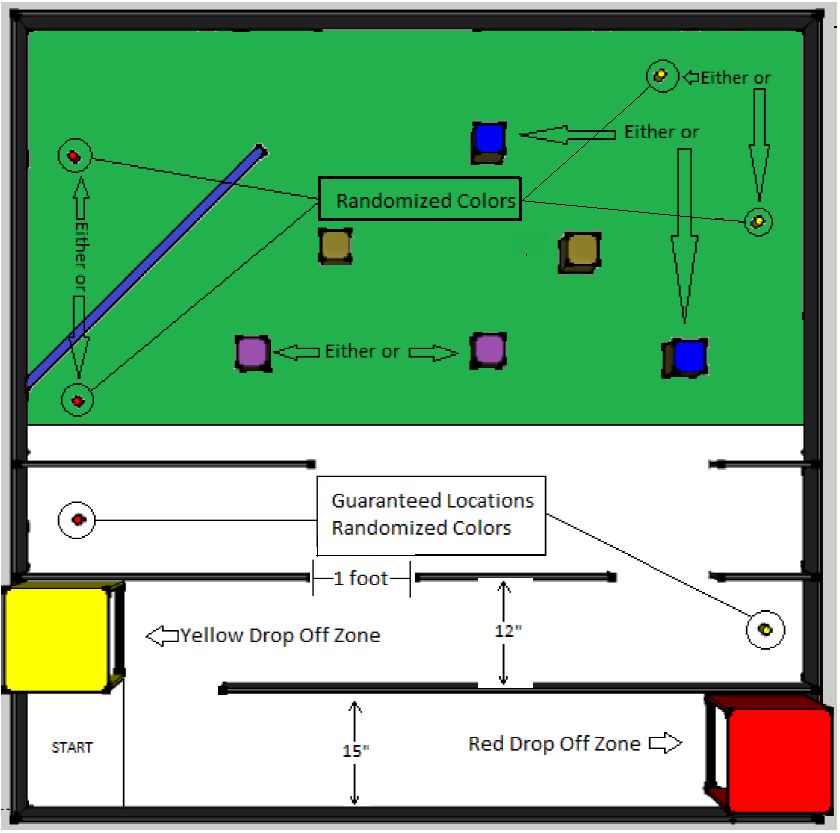 Either or
Either or
Randomized Colors
Either or
Either or
Guaranteed Locations
Randomized Colors
1 foot
12"
Yellow Drop Off Zone
START
15"
Red Drop Off Zone